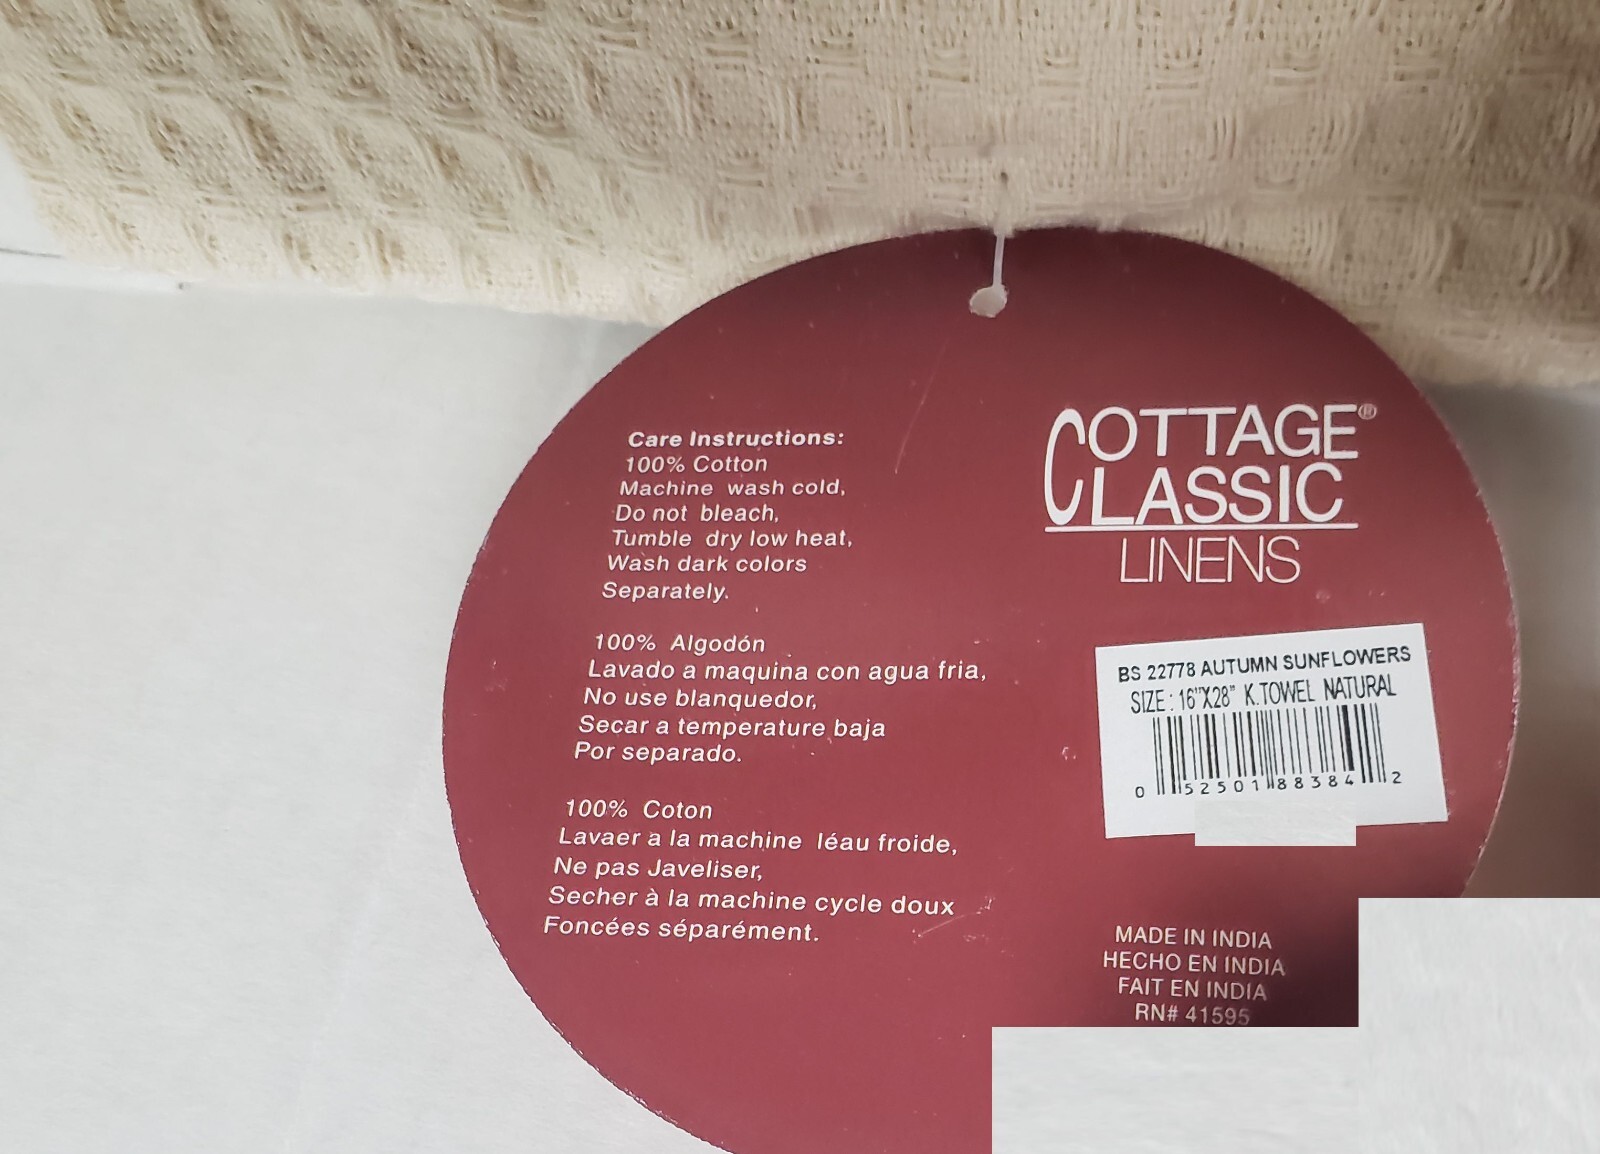 Care Instructions:
100% Cotton
Machine wash cold,
Do not bleach,
Tumble dry low heat,
Wash dark colors
Separately.
100% Algodón
Lavado a maquina con agua fria,
No use blanquedor,
Secar a temperature baja
Por separado.
100% Coton
Lavaer a la machine léau froide,
Ne pas Javeliser,
Secher à la machine cycle doux
Foncées séparément.
COTTAGE®
CLASSIC
LINENS
BS 22778 AUTUMN SUNFLOWERS
SIZE: 16"X28" K.TOWEL NATURAL
0 52501 88384 2
MADE IN INDIA
HECHO EN INDIA
FAIT EN INDIA
RN# 41595